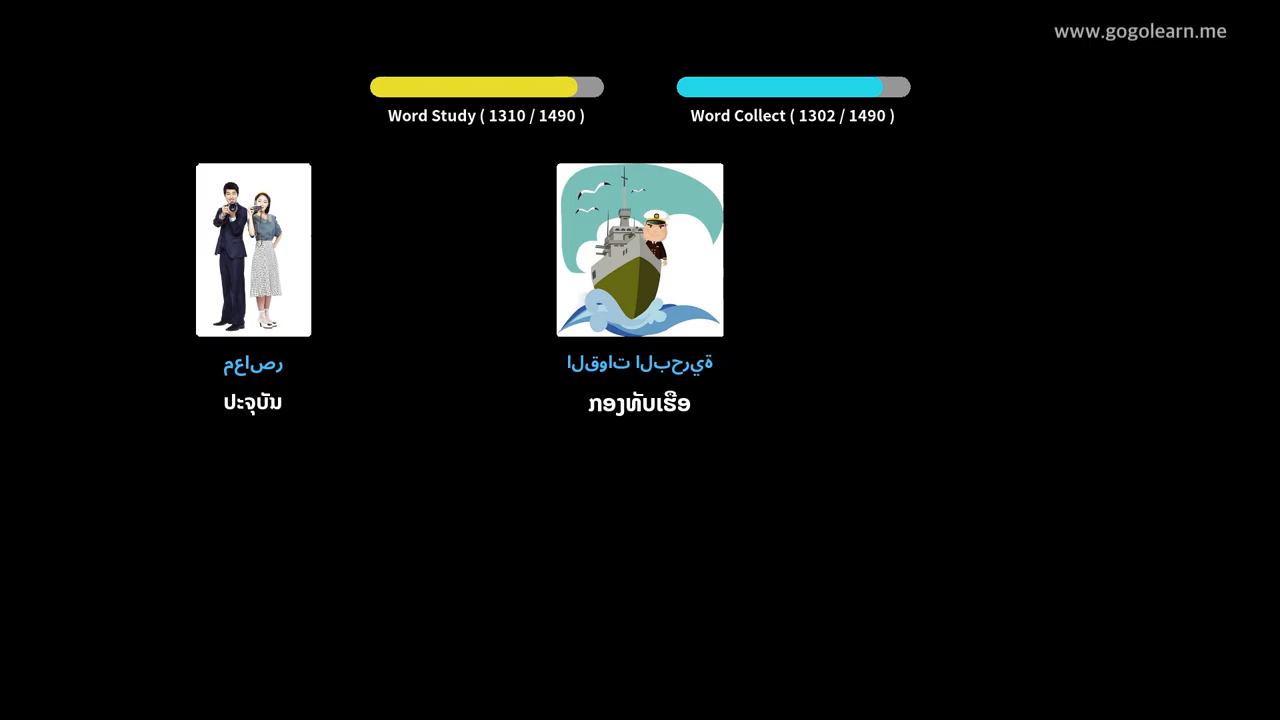 www.gogolearn.me
Word Study ( 1310 / 1490 )
Word Collect ( 1302 / 1490 )
معاصر
القوات البحرية
ປະຈຸບັນ
ກອງທັບເຮືອ